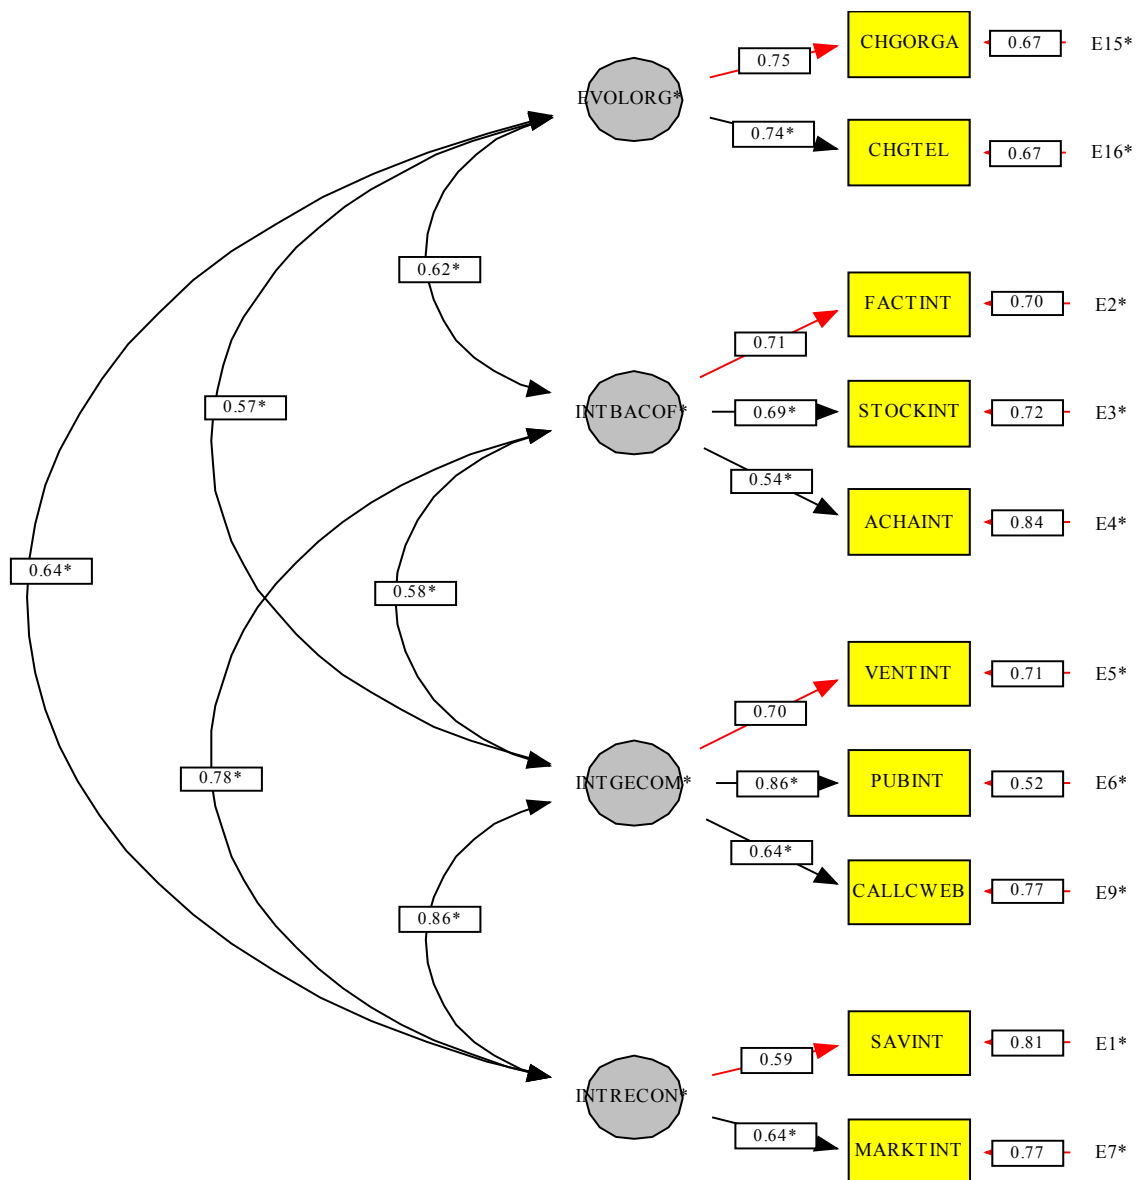 CHGORGA
0.67
E15*
0.75
EVOLORG*
0.74*
CHGTEL
0.67
E16*
0.62*
FACTINT
0.70
E2*
0.71
INTBACOF*
0.69*
STOCKINT
0.72
E3*
0.57*
0.54*
ACHAINT
0.84
E4*
0.64*
0.58*
VENTINT
0.71
E5*
0.70
0.78*
INTGECOM*
0.86*
PUBINT
0.52
E6*
0.64*
CALLCWEB
0.77
E9*
0.86*
SAVINT
0.81
E1*
0.59
INTRECON*
0.64*
MARKTINT
0.77
E7*